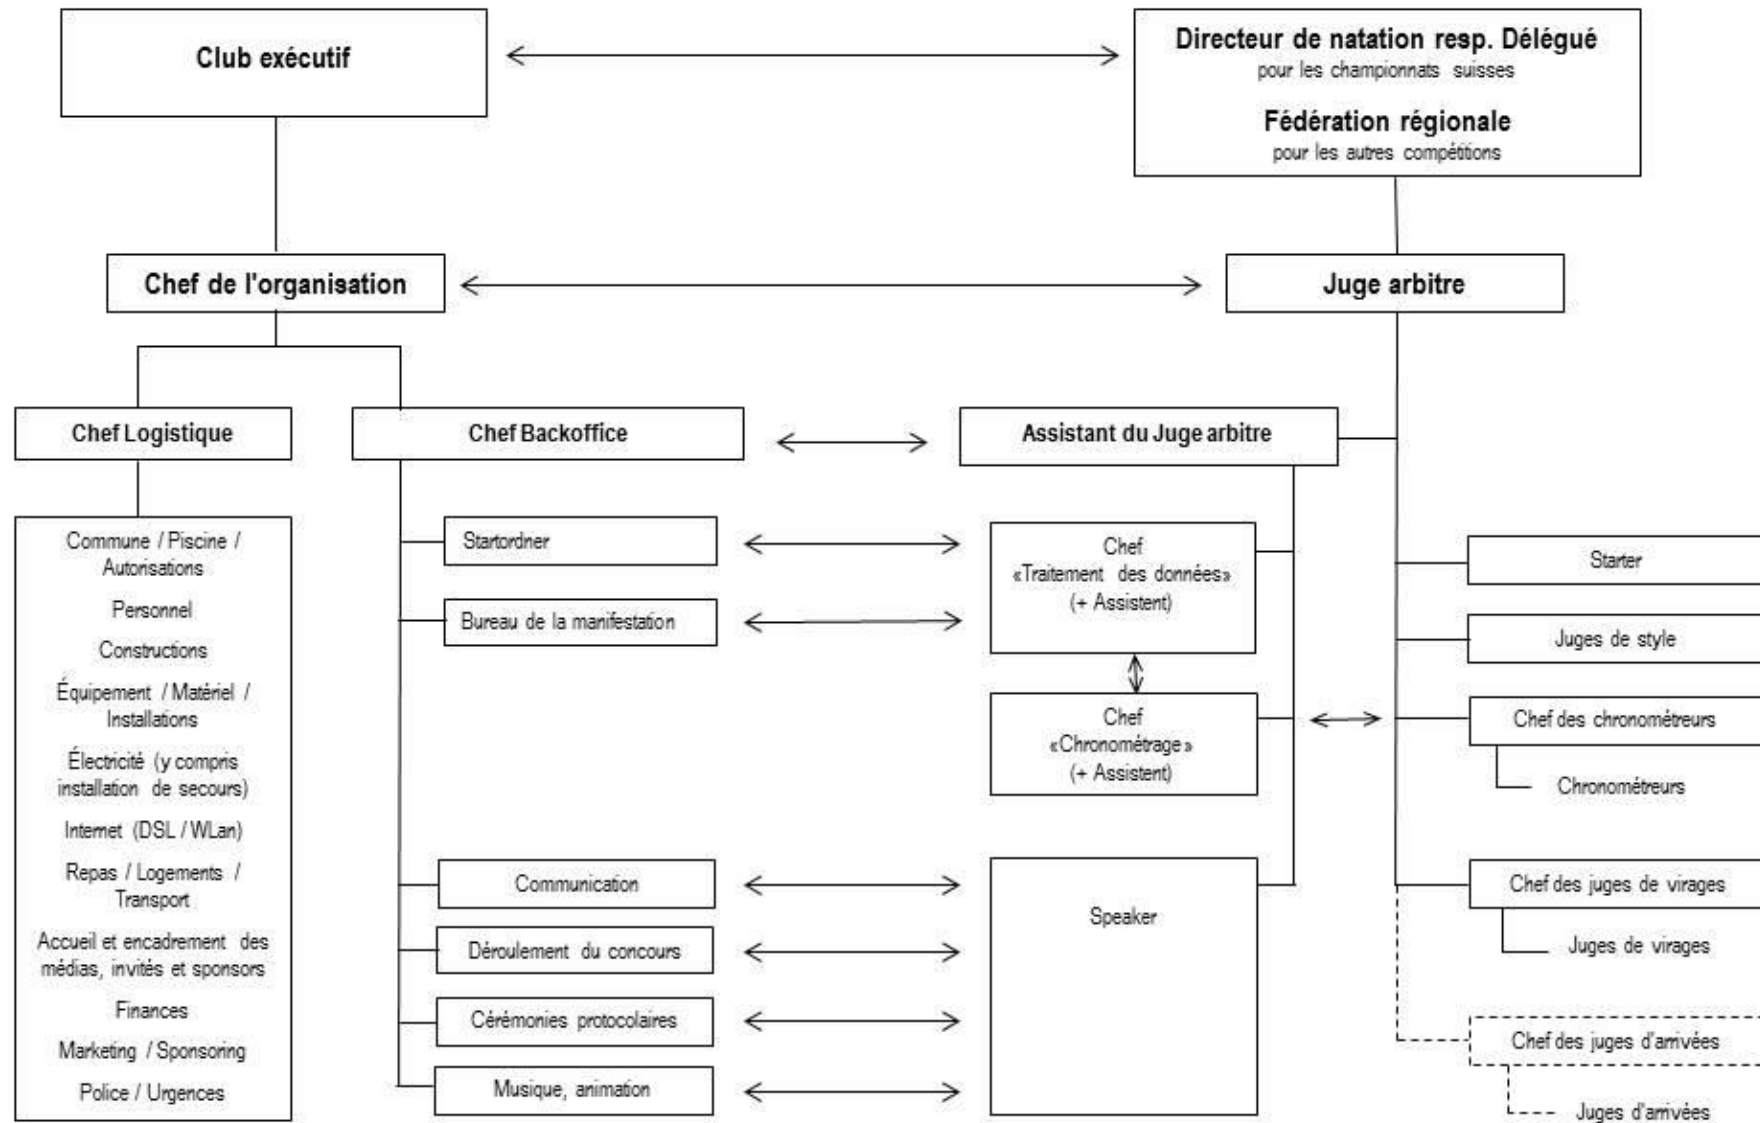 Club exécutif
Directeur de natation resp. Délégué
pour les championnats suisses
Fédération régionale
pour les autres compétitions
Chef de l'organisation
Juge arbitre
Chef Logistique
Chef Backoffice
Assistant du Juge arbitre
Commune / Piscine /
Autorisations
Personnel
Constructions
Équipement / Matériel /
Installations
Électricité (y compris
installation de secours)
Internet (DSL / WLan)
Repas / Logements /
Transport
Accueil et encadrement des
médias, invités et sponsors
Finances
Marketing / Sponsoring
Police / Urgences
Startordner
Bureau de la manifestation
Communication
Déroulement du concours
Cérémonies protocolaires
Musique, animation
Chef
«Traitement des données»
(+ Assistent)
Chef
«Chronométrage»
(+ Assistent)
Speaker
Starter
Juges de style
Chef des chronométreurs
Chronométreurs
Chef des juges de virages
Juges de virages
Chef des juges d'arrivées
Juges d'arrivées